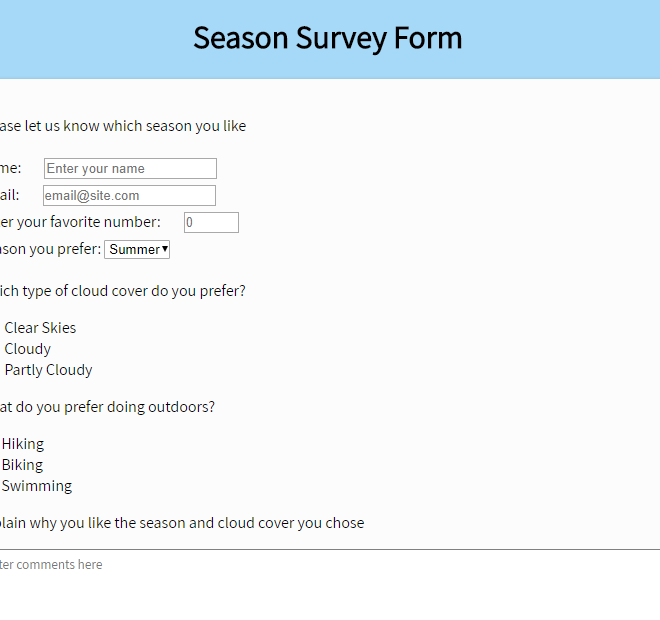 Season Survey Form
ase let us know which season you like
me: Enter your name
ail: email@site.com
er your favorite number: 0
ason you prefer: Summer
ich type of cloud cover do you prefer?
Clear Skies
Cloudy
Partly Cloudy
at do you prefer doing outdoors?
Hiking
Biking
Swimming
plain why you like the season and cloud cover you chose
ter comments here